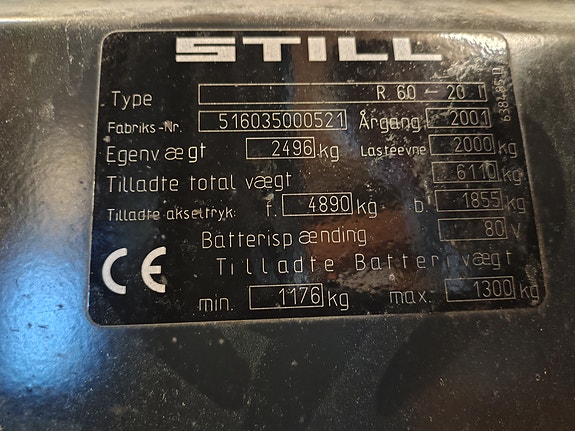 STILL
Type R 60 - 20 I
Fabriks-Nr. 516035000521 Årgang 2001
Egenvægt 2496 kg Lasteevne 2000 kg
Tilladte total vægt 6110 kg
Tilladte akseltryk: f. 4890 kg b. 1855 kg
Batterispænding 80 V
Tilladte Batterivægt
CE
min. 1176 kg max. 1300 kg